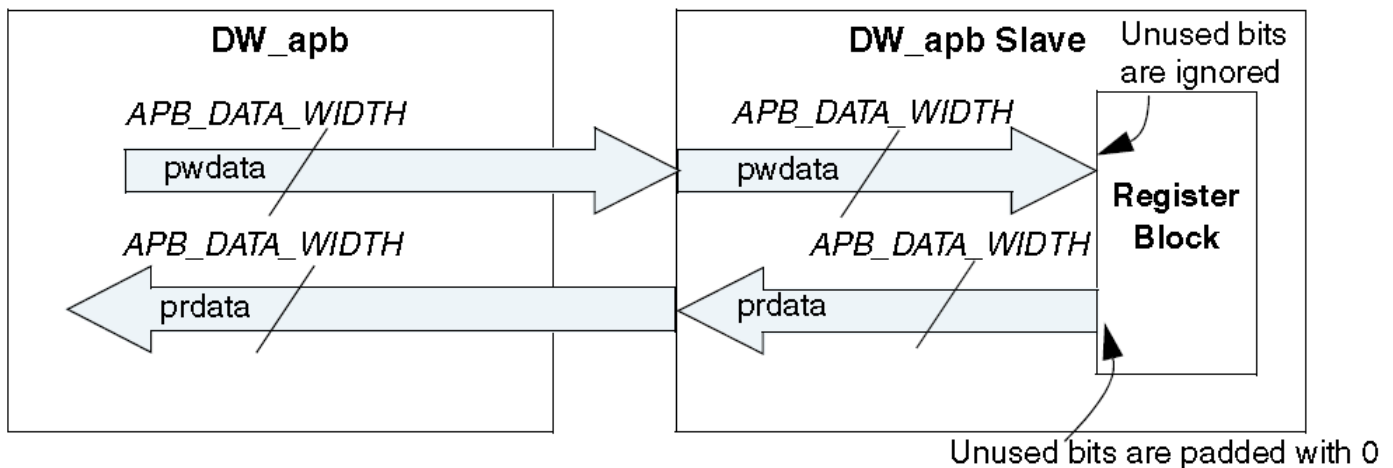 DW_apb
DW_apb Slave
Unused bits
are ignored
APB_DATA_WIDTH
APB_DATA_WIDTH
pwdata
pwdata
Register
Block
APB_DATA_WIDTH
APB_DATA_WIDTH
prdata
prdata
Unused bits are padded with 0